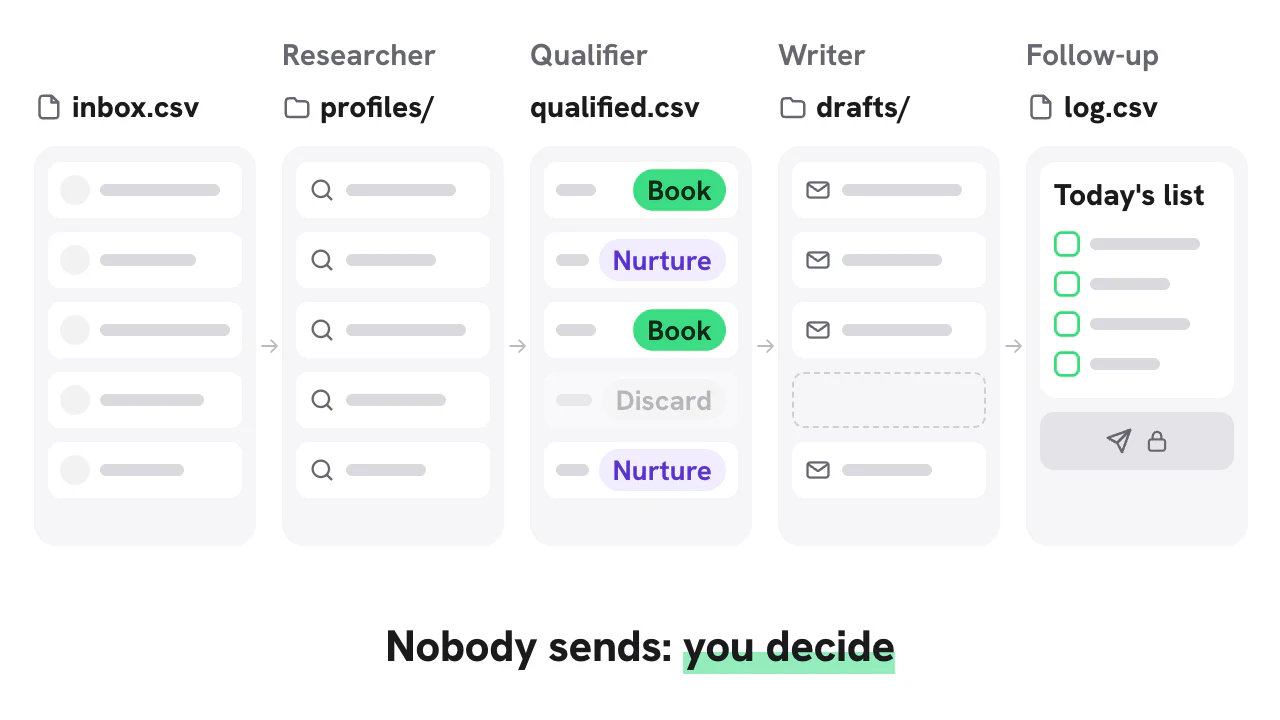 Researcher
Qualifier
Writer
Follow-up
inbox.csv
profiles/
qualified.csv
drafts/
log.csv
Book
Nurture
Book
Discard
Nurture
Today's list
Nobody sends: you decide